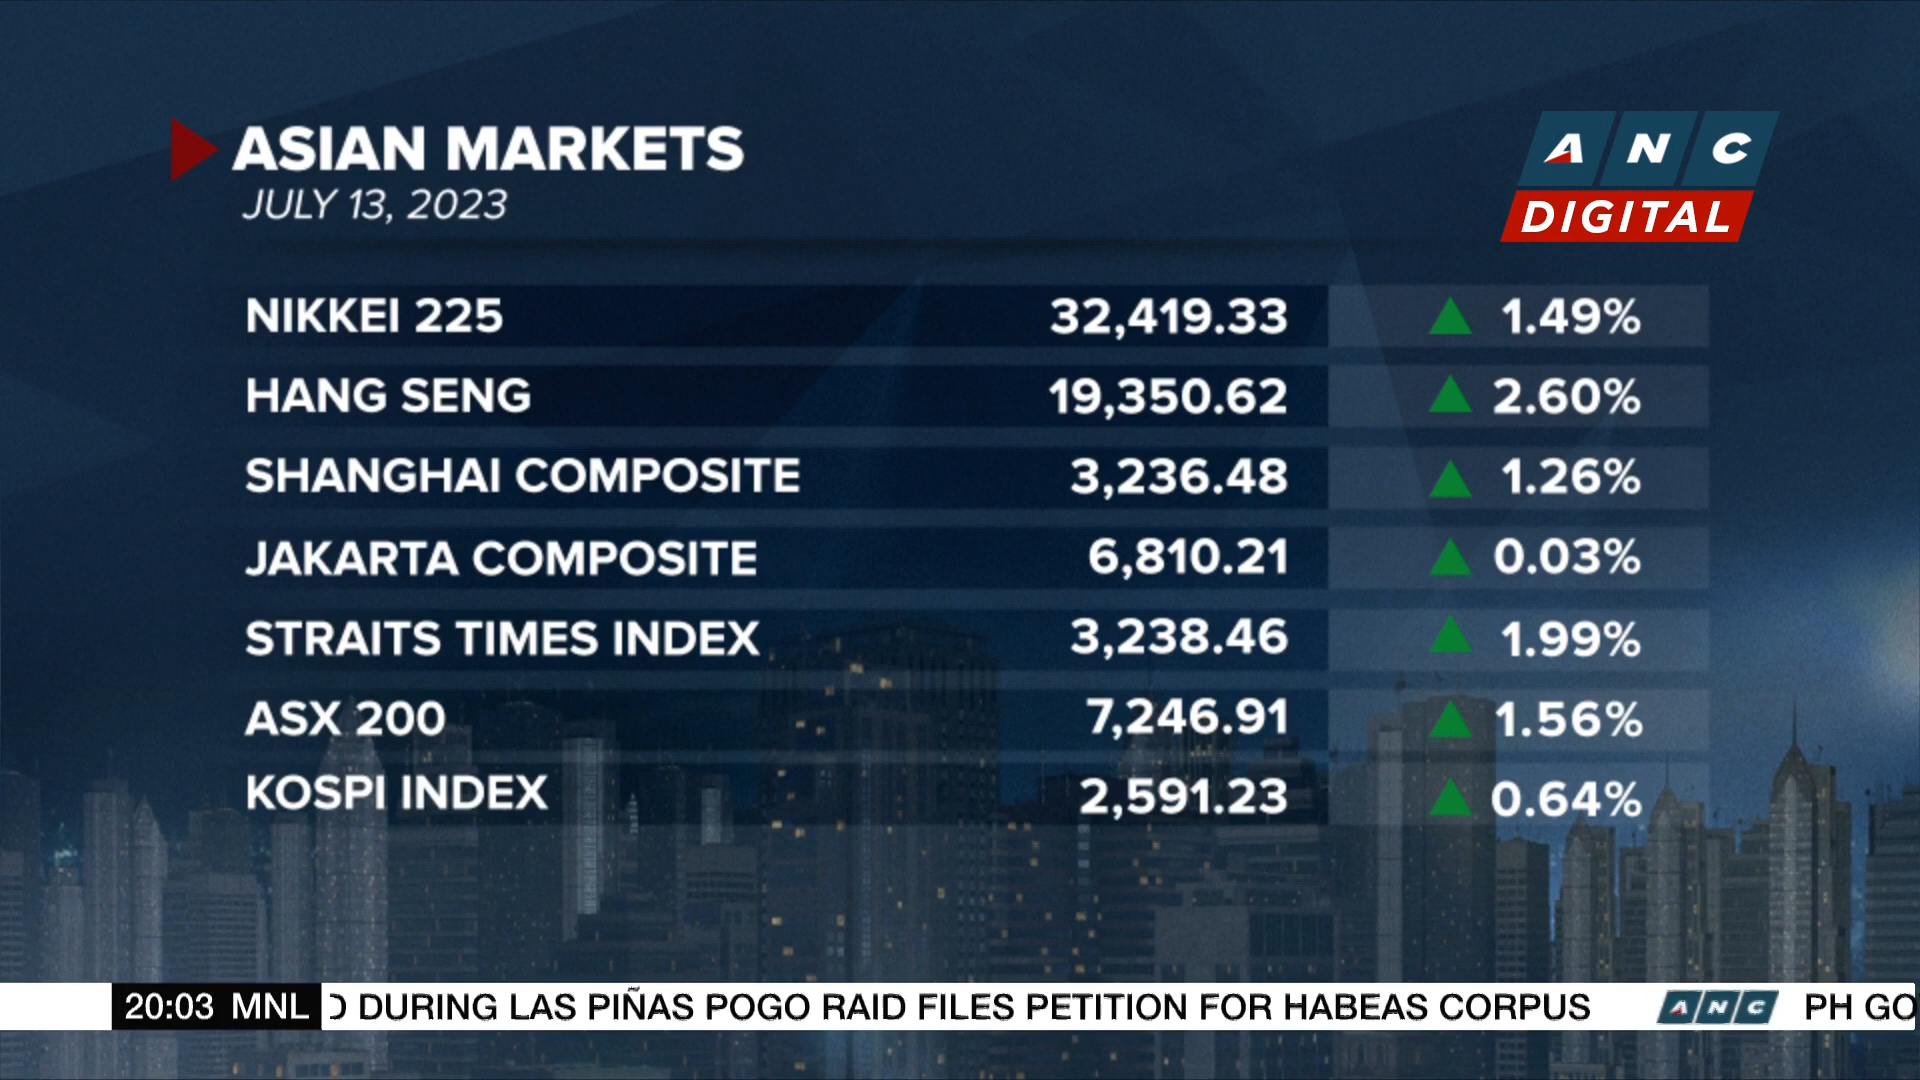 ASIAN MARKETS
JULY 13, 2023
ANC
DIGITAL
NIKKEI 225 32,419.33 1.49%
HANG SENG 19,350.62 2.60%
SHANGHAI COMPOSITE 3,236.48 1.26%
JAKARTA COMPOSITE 6,810.21 0.03%
STRAITS TIMES INDEX 3,238.46 1.99%
ASX 200 7,246.91 1.56%
KOSPI INDEX 2,591.23 0.64%
20:03 MNL DURING LAS PIÑAS POGO RAID FILES PETITION FOR HABEAS CORPUS ANC PH GO